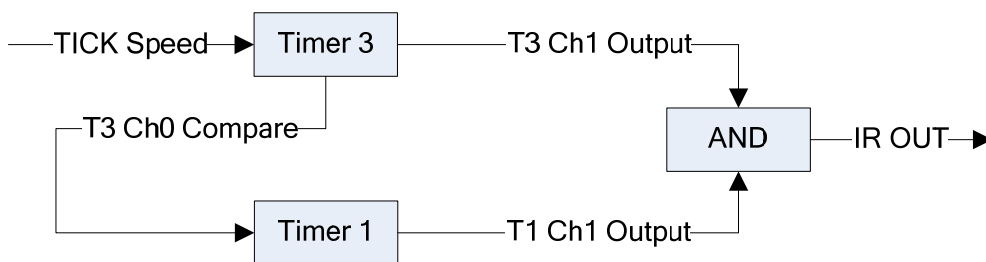 TICK Speed
Timer 3
T3 Ch1 Output
T3 Ch0 Compare
AND
IR OUT
Timer 1
T1 Ch1 Output